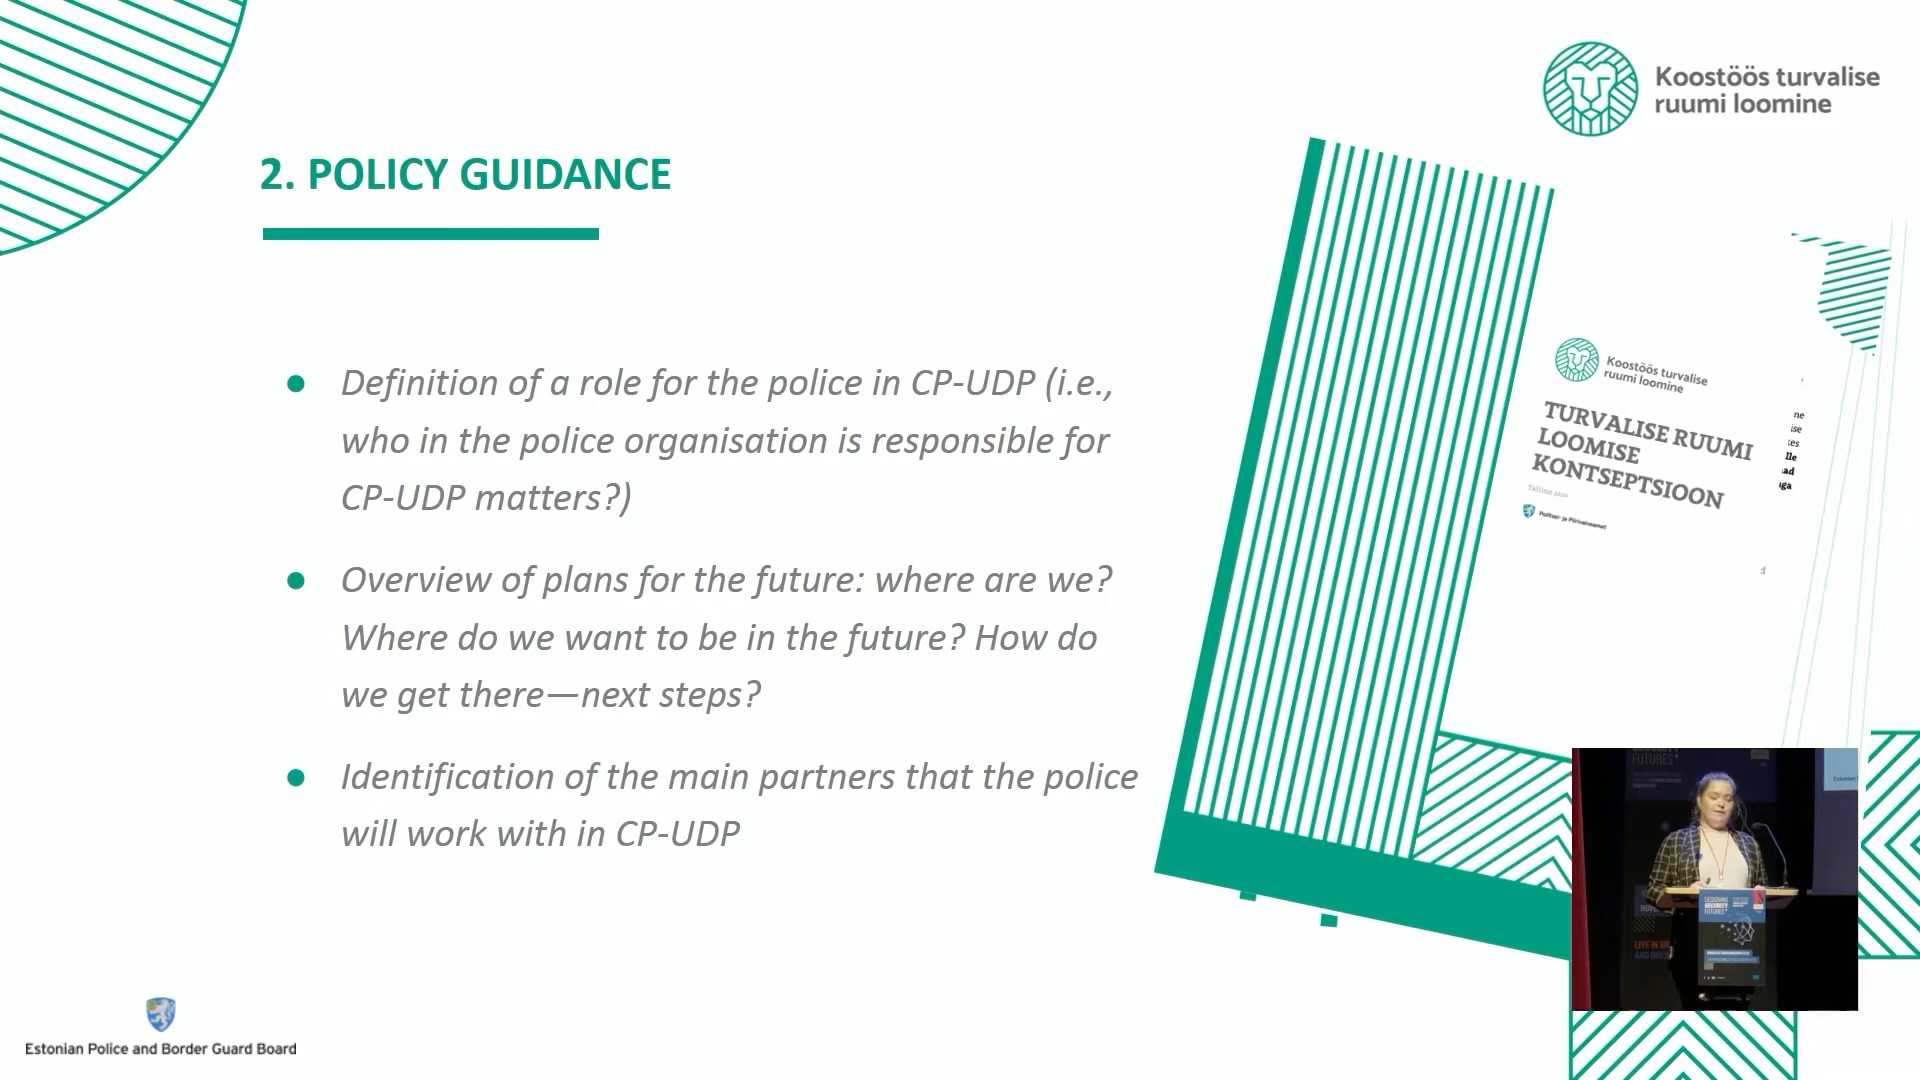 Koostöös turvalise
ruumi loomine
2. POLICY GUIDANCE
Definition of a role for the police in CP-UDP (i.e.,
who in the police organisation is responsible for
CP-UDP matters?)
Overview of plans for the future: where are we?
Where do we want to be in the future? How do
we get there—next steps?
Identification of the main partners that the police
will work with in CP-UDP
Koostöös turvalise
ruumi loomine
TURVALISE RUUMI
LOOMISE
KONTSEPTSIOON
Tallinn 2020
Politsei- ja Piirivalveamet
DESIGNING
SECURITY
FUTURES
Estonian Police and Border Guard Board